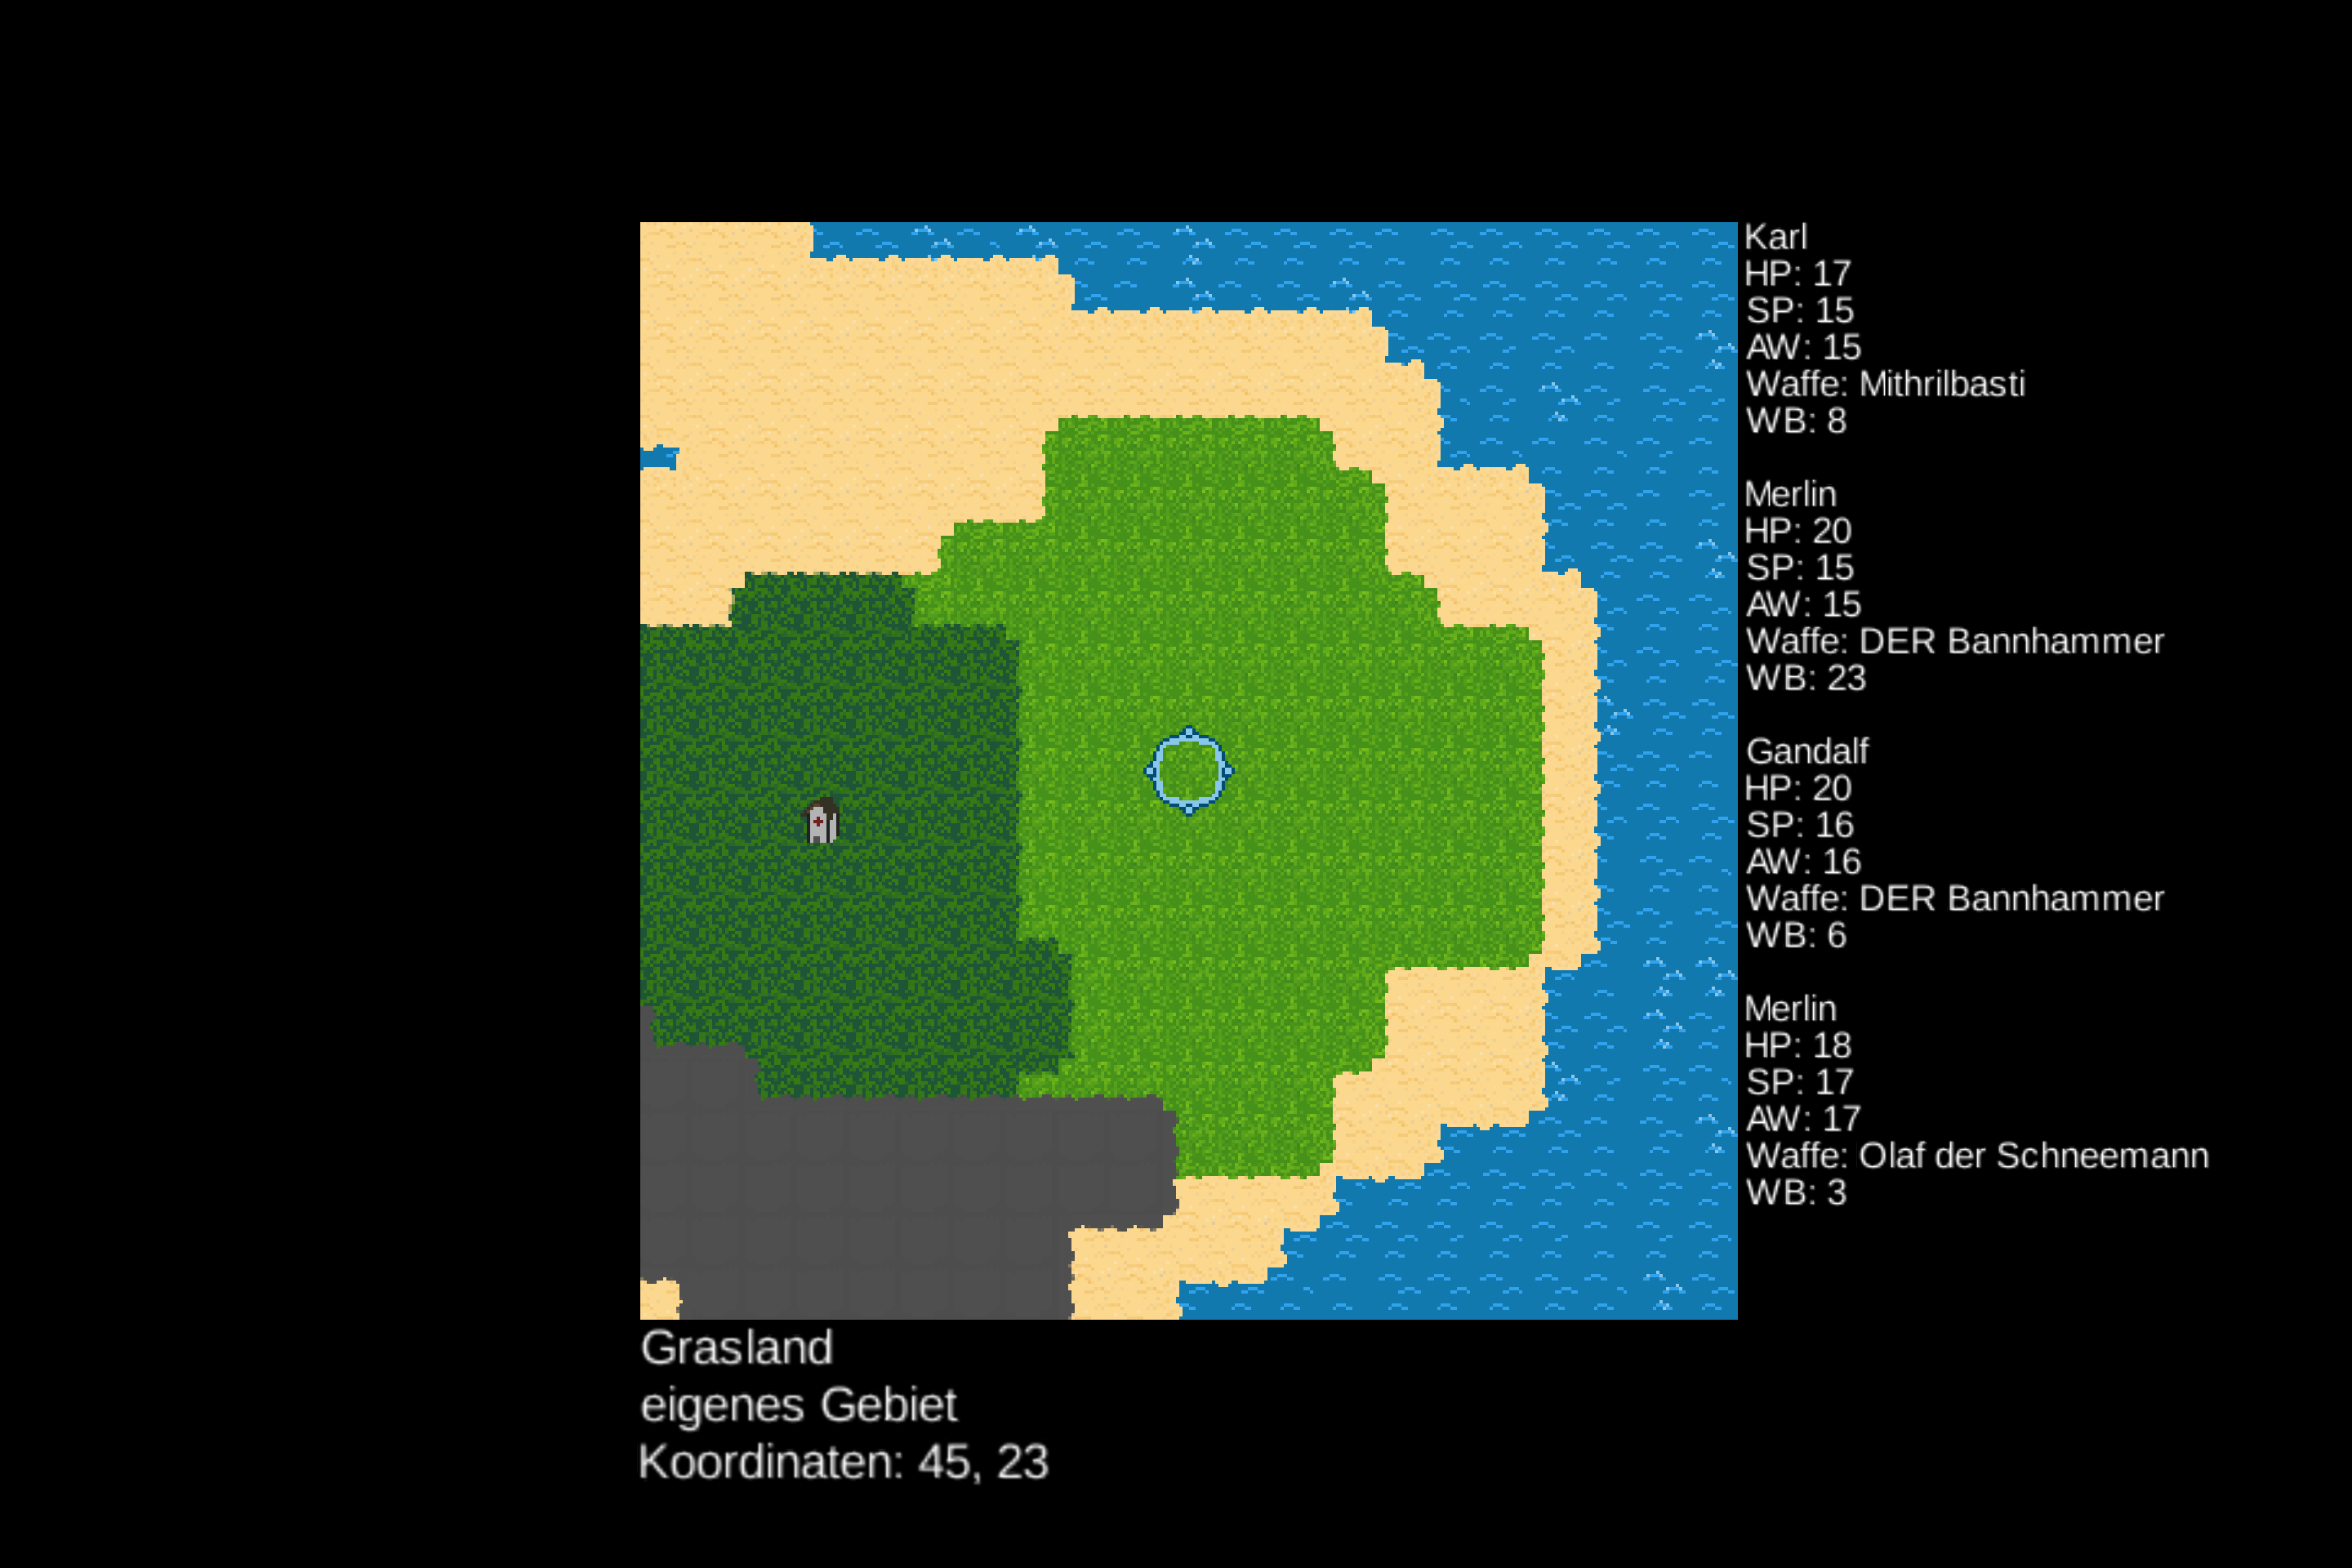 Karl
HP: 17
SP: 15
AW: 15
Waffe: Mithrilbasti
WB: 8
Merlin
HP: 20
SP: 15
AW: 15
Waffe: DER Bannhammer
WB: 23
Gandalf
HP: 20
SP: 16
AW: 16
Waffe: DER Bannhammer
WB: 6
Merlin
HP: 18
SP: 17
AW: 17
Waffe: Olaf der Schneemann
WB: 3
Grasland
eigenes Gebiet
Koordinaten: 45, 23